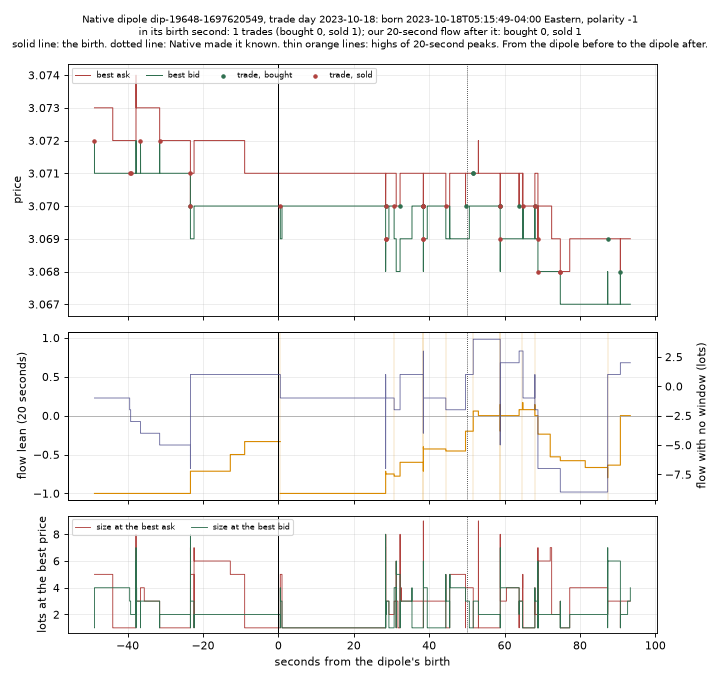 Native dipole dip-19648-1697620549, trade day 2023-10-18: born 2023-10-18T05:15:49-04:00 Eastern, polarity -1
in its birth second: 1 trades (bought 0, sold 1); our 20-second flow after it: bought 0, sold 1
solid line: the birth. dotted line: Native made it known. thin orange lines: highs of 20-second peaks. From the dipole before to the dipole after.
best ask best bid trade, bought trade, sold
3.074
3.073
3.072
3.071
3.070
3.069
3.068
3.067
price
1.0
0.5
0.0
−0.5
−1.0
flow lean (20 seconds)
2.5
0.0
−2.5
−5.0
−7.5
flow with no window (lots)
size at the best ask size at the best bid
8
6
4
2
lots at the best price
−40 −20 0 20 40 60 80 100
seconds from the dipole's birth